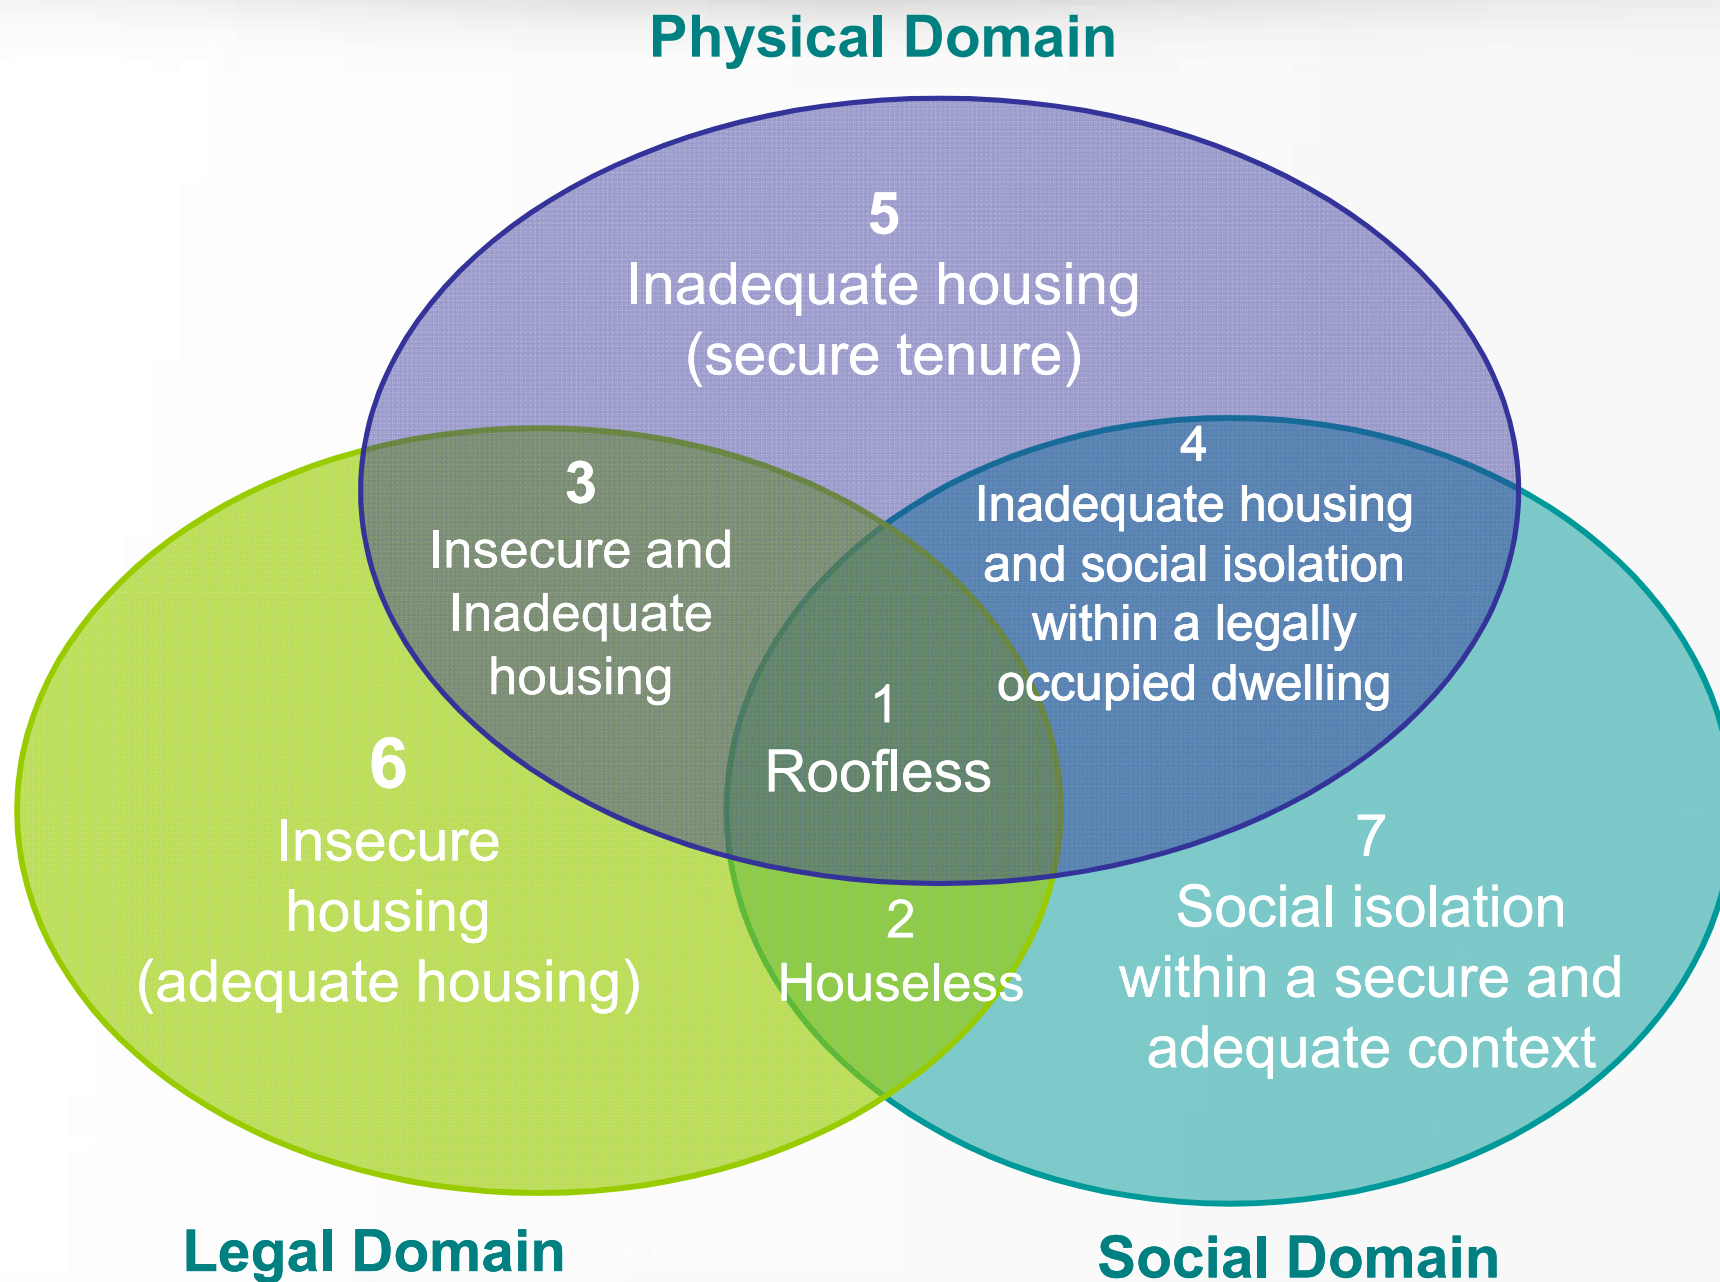 Physical Domain
5
Inadequate housing
(secure tenure)
3
Insecure and
Inadequate
housing
4
Inadequate housing
and social isolation
within a legally
occupied dwelling
1
Roofless
6
Insecure
housing
(adequate housing)
2
Houseless
7
Social isolation
within a secure and
adequate context
Legal Domain
Social Domain